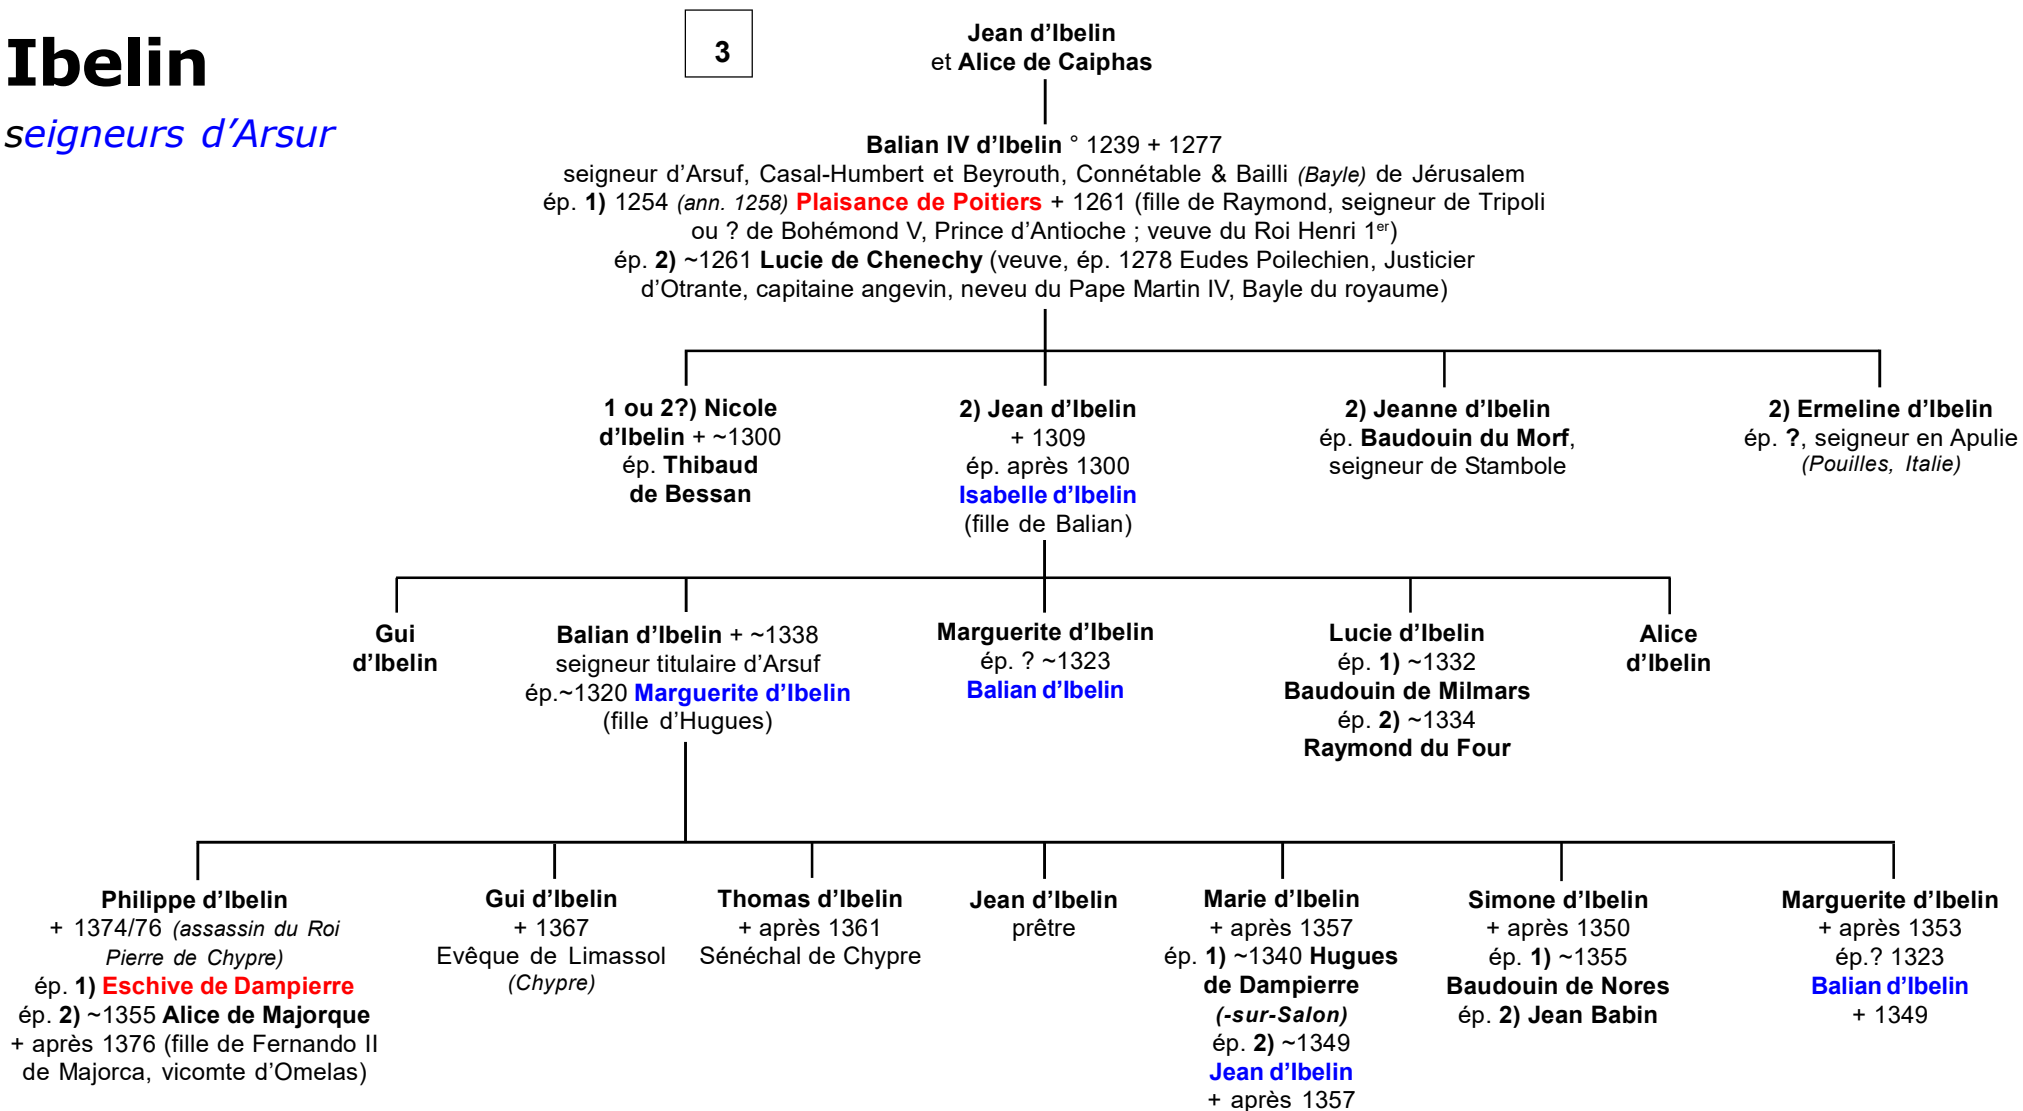 Ibelin
seigneurs d'Arsur
3
Jean d'Ibelin
et Alice de Caiphas
Balian IV d'Ibelin ° 1239 + 1277
seigneur d'Arsuf, Casal-Humbert et Beyrouth, Connétable & Bailli (Bayle) de Jérusalem
ép. 1) 1254 (ann. 1258) Plaisance de Poitiers + 1261 (fille de Raymond, seigneur de Tripoli
ou ? de Bohémond V, Prince d'Antioche ; veuve du Roi Henri 1er)
ép. 2) ~1261 Lucie de Chenechy (veuve, ép. 1278 Eudes Poilechien, Justicier
d'Otrante, capitaine angevin, neveu du Pape Martin IV, Bayle du royaume)
1 ou 2?) Nicole
d'Ibelin + ~1300
ép. Thibaud
de Bessan
2) Jean d'Ibelin
+ 1309
ép. après 1300
Isabelle d'Ibelin
(fille de Balian)
2) Jeanne d'Ibelin
ép. Baudouin du Morf,
seigneur de Stambole
2) Ermeline d'Ibelin
ép. ?, seigneur en Apulie
(Pouilles, Italie)
Gui
d'Ibelin
Balian d'Ibelin + ~1338
seigneur titulaire d'Arsuf
ép.~1320 Marguerite d'Ibelin
(fille d'Hugues)
Marguerite d'Ibelin
ép. ? ~1323
Balian d'Ibelin
Lucie d'Ibelin
ép. 1) ~1332
Baudouin de Milmars
ép. 2) ~1334
Raymond du Four
Alice
d'Ibelin
Philippe d'Ibelin
+ 1374/76 (assassin du Roi
Pierre de Chypre)
ép. 1) Eschive de Dampierre
ép. 2) ~1355 Alice de Majorque
+ après 1376 (fille de Fernando II
de Majorca, vicomte d'Omelas)
Gui d'Ibelin
+ 1367
Evêque de Limassol
(Chypre)
Thomas d'Ibelin
+ après 1361
Sénéchal de Chypre
Jean d'Ibelin
prêtre
Marie d'Ibelin
+ après 1357
ép. 1) ~1340 Hugues
de Dampierre
(-sur-Salon)
ép. 2) ~1349
Jean d'Ibelin
+ après 1357
Simone d'Ibelin
+ après 1350
ép. 1) ~1355
Baudouin de Nores
ép. 2) Jean Babin
Marguerite d'Ibelin
+ après 1353
ép.? 1323
Balian d'Ibelin
+ 1349